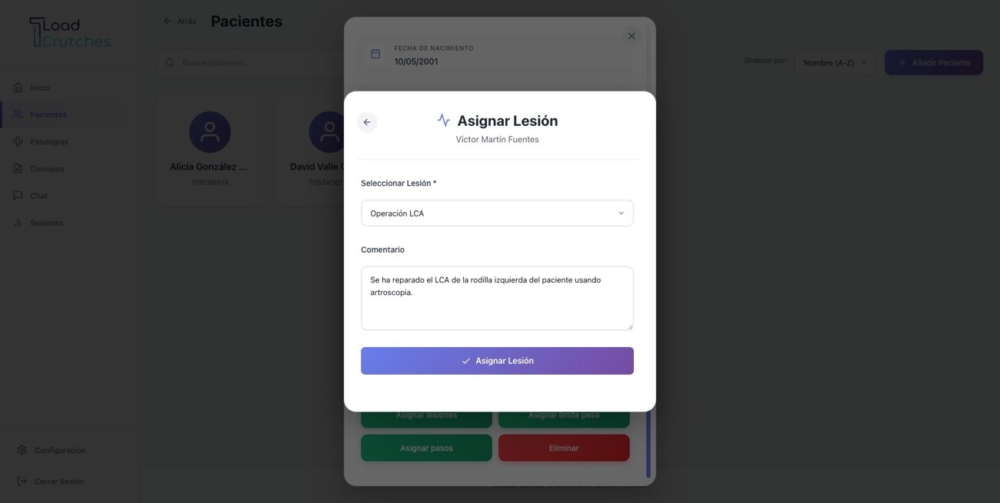 Load
Crutches
Atrás
Pacientes
Buscar pacientes...
Ordenar por:
Nombre (A-Z)
Añadir Paciente
Inicio
Pacientes
Patologías
Consejos
Chat
Sesiones
Configuración
Cerrar Sesión
Alicia González ...
70819897A
David Valle
FECHA DE NACIMIENTO
10/05/2001
Asignar Lesión
Víctor Martín Fuentes
Seleccionar Lesión *
Operación LCA
Comentario
Se ha reparado el LCA de la rodilla izquierda del paciente usando
artroscopia.
Asignar Lesión
Asignar lesiones
Asignar límite peso
Asignar pasos
Eliminar